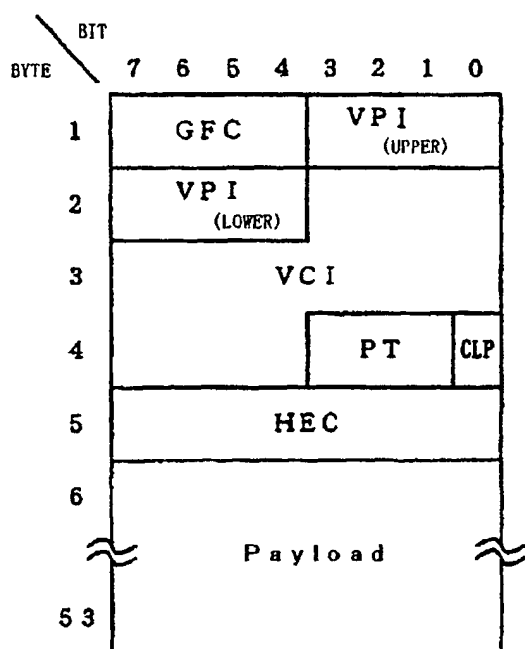 BIT
BYTE 7 6 5 4 3 2 1 0
1 GFC VPI
(UPPER)
2 VPI
(LOWER)
3 VCI
4 PT CLP
5 HEC
6
Payload
53